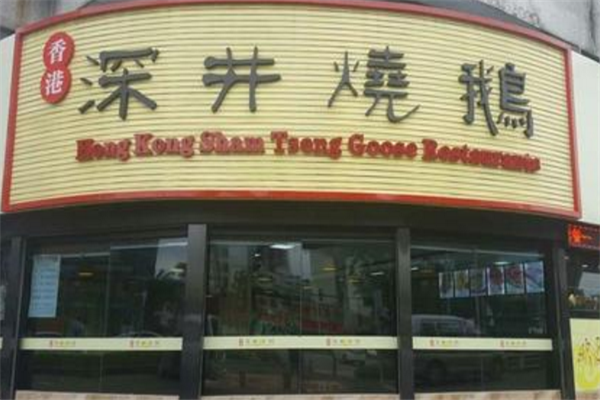 香港
深井燒鵝
Hong Kong Sham Tseng Goose Restaurants